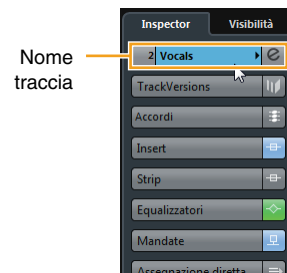 Inspector Visibilità
Nome traccia
2 Vocals
TrackVersions
Accordi
Insert
Strip
Equalizzatori
Mandate
Assegnazione diretta